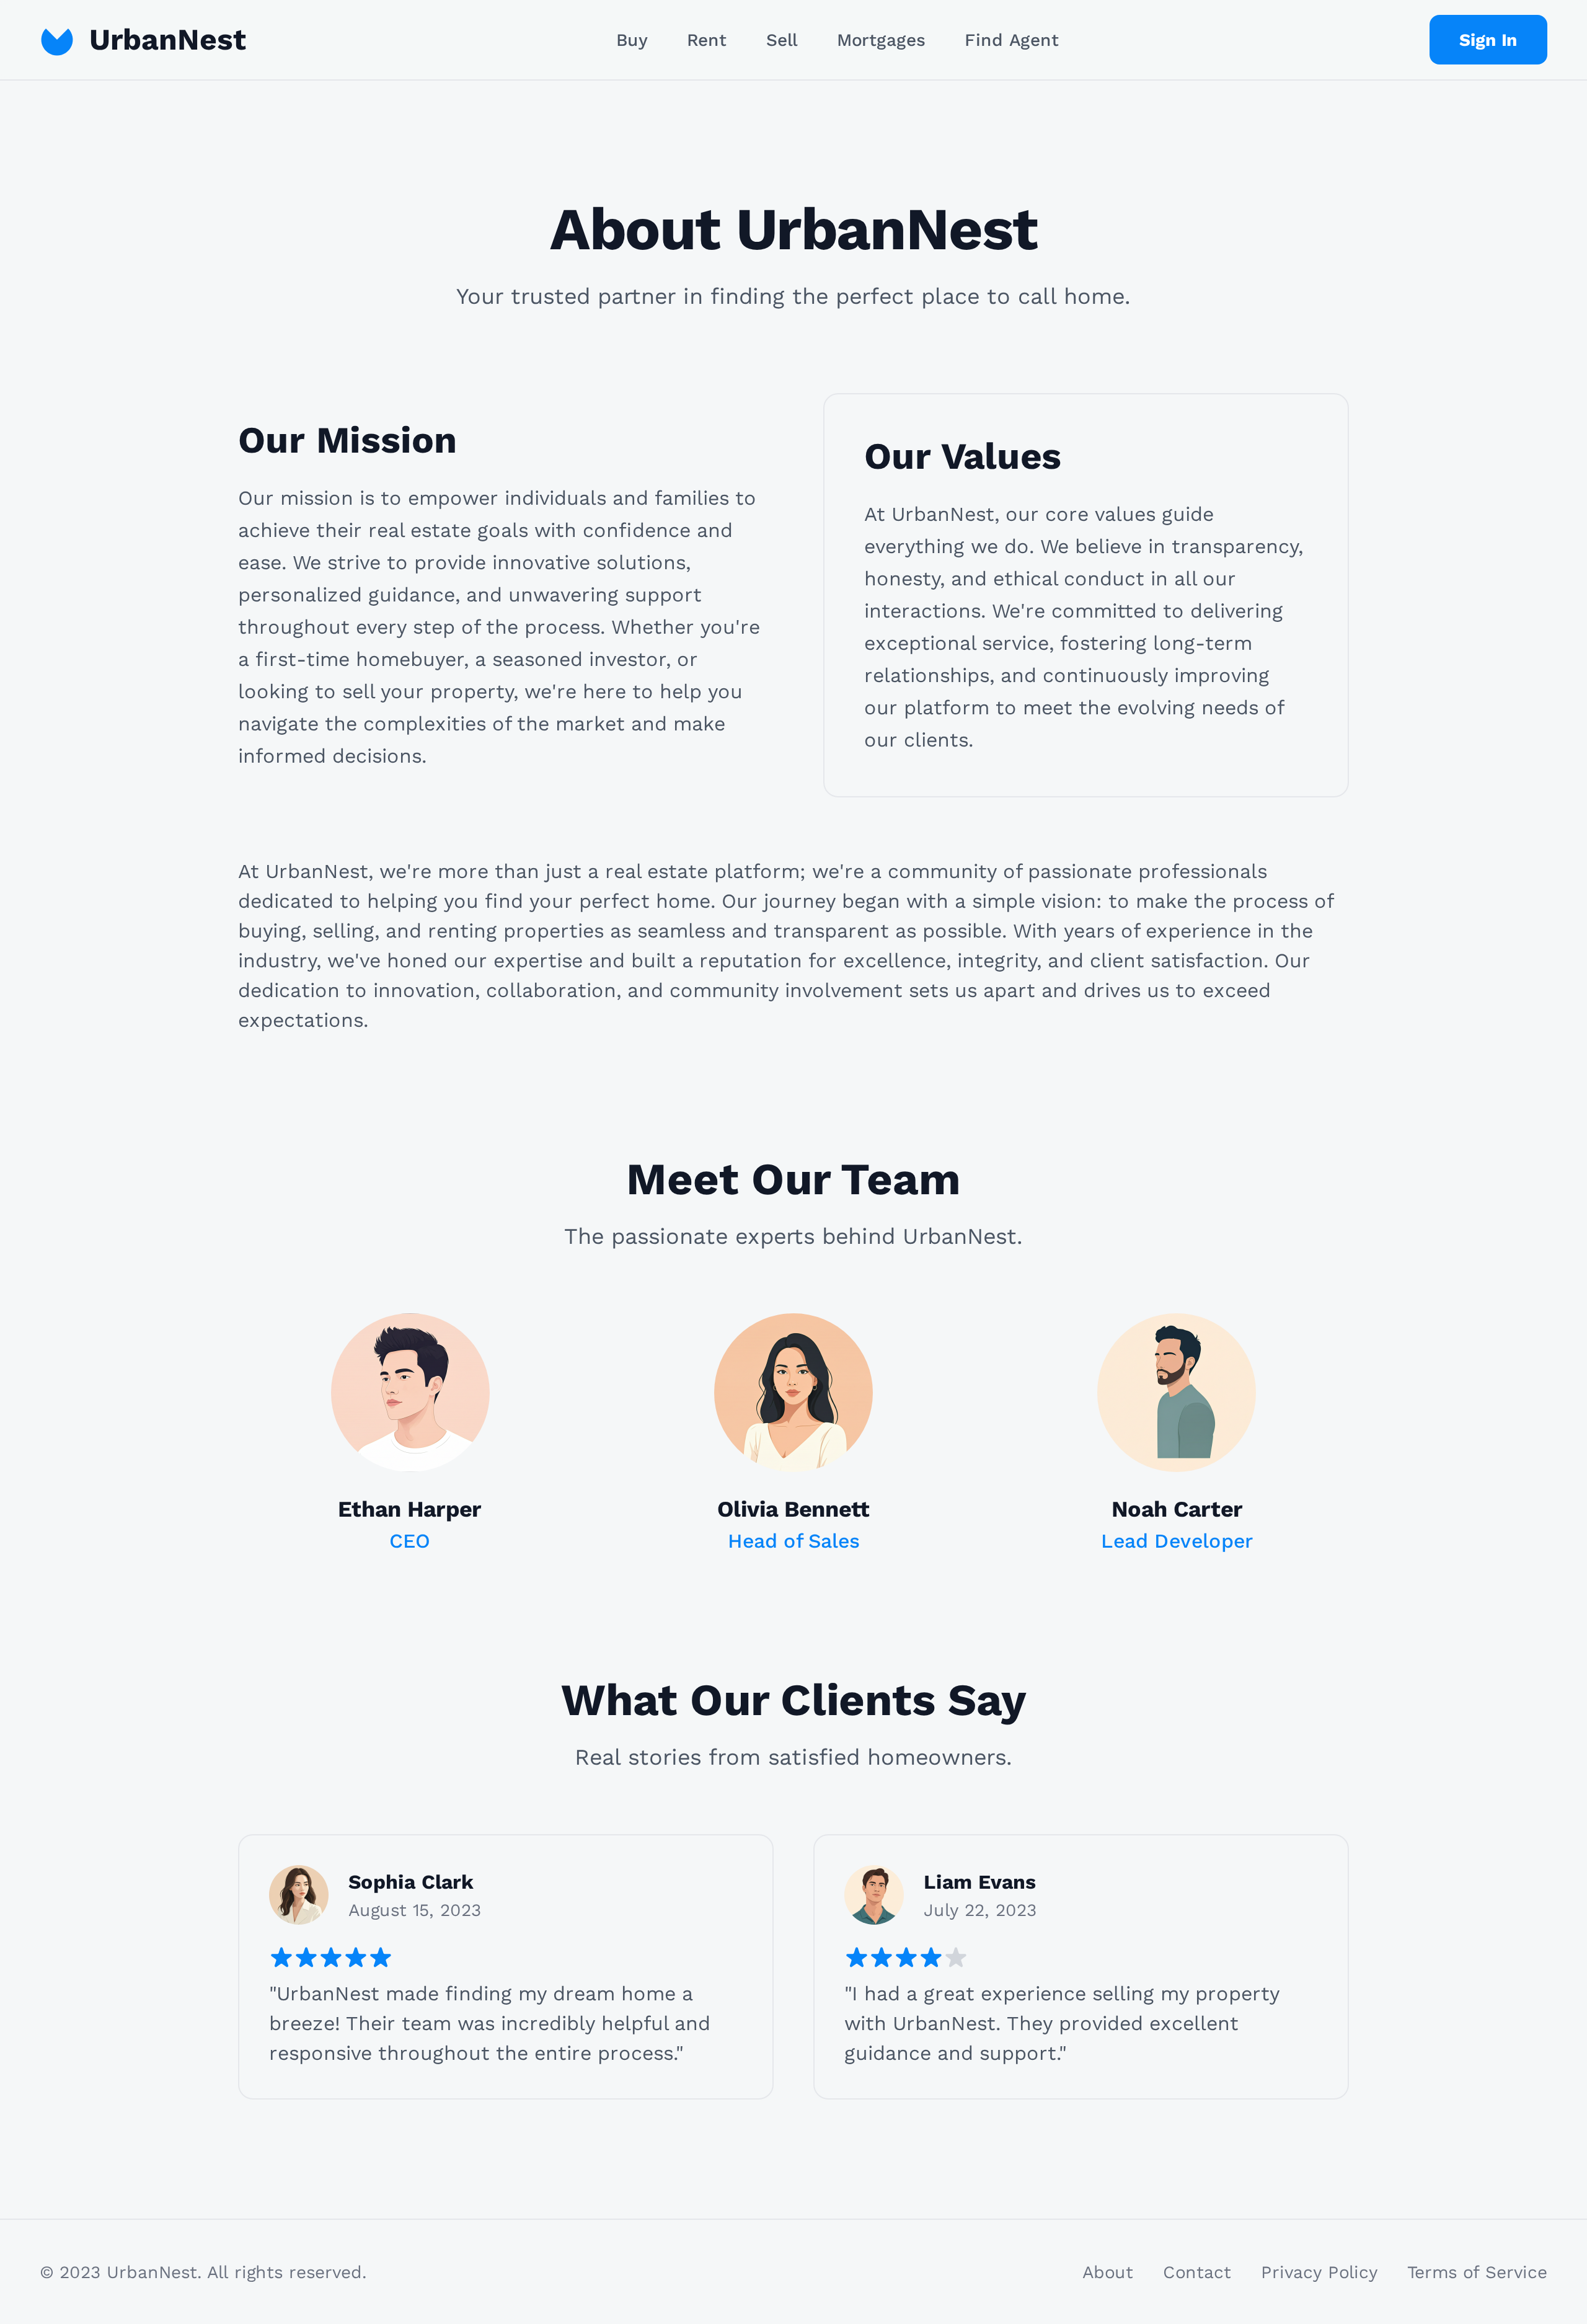 UrbanNest
Buy
Rent
Sell
Mortgages
Find Agent
Sign In
About UrbanNest
Your trusted partner in finding the perfect place to call home.
Our Mission
Our mission is to empower individuals and families to
achieve their real estate goals with confidence and
ease. We strive to provide innovative solutions,
personalized guidance, and unwavering support
throughout every step of the process. Whether you're
a first-time homebuyer, a seasoned investor, or
looking to sell your property, we're here to help you
navigate the complexities of the market and make
informed decisions.
Our Values
At UrbanNest, our core values guide
everything we do. We believe in transparency,
honesty, and ethical conduct in all our
interactions. We're committed to delivering
exceptional service, fostering long-term
relationships, and continuously improving
our platform to meet the evolving needs of
our clients.
At UrbanNest, we're more than just a real estate platform; we're a community of passionate professionals
dedicated to helping you find your perfect home. Our journey began with a simple vision: to make the process of
buying, selling, and renting properties as seamless and transparent as possible. With years of experience in the
industry, we've honed our expertise and built a reputation for excellence, integrity, and client satisfaction. Our
dedication to innovation, collaboration, and community involvement sets us apart and drives us to exceed
expectations.
Meet Our Team
The passionate experts behind UrbanNest.
Ethan Harper
CEO
Olivia Bennett
Head of Sales
Noah Carter
Lead Developer
What Our Clients Say
Real stories from satisfied homeowners.
Sophia Clark
August 15, 2023
"UrbanNest made finding my dream home a
breeze! Their team was incredibly helpful and
responsive throughout the entire process."
Liam Evans
July 22, 2023
"I had a great experience selling my property
with UrbanNest. They provided excellent
guidance and support."
© 2023 UrbanNest. All rights reserved.
About
Contact
Privacy Policy
Terms of Service